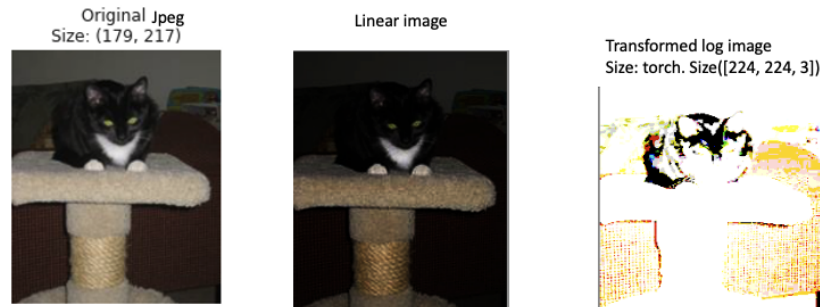 Original Jpeg
Size: (179, 217)
Linear image
Transformed log image
Size: torch. Size([224, 224, 3])